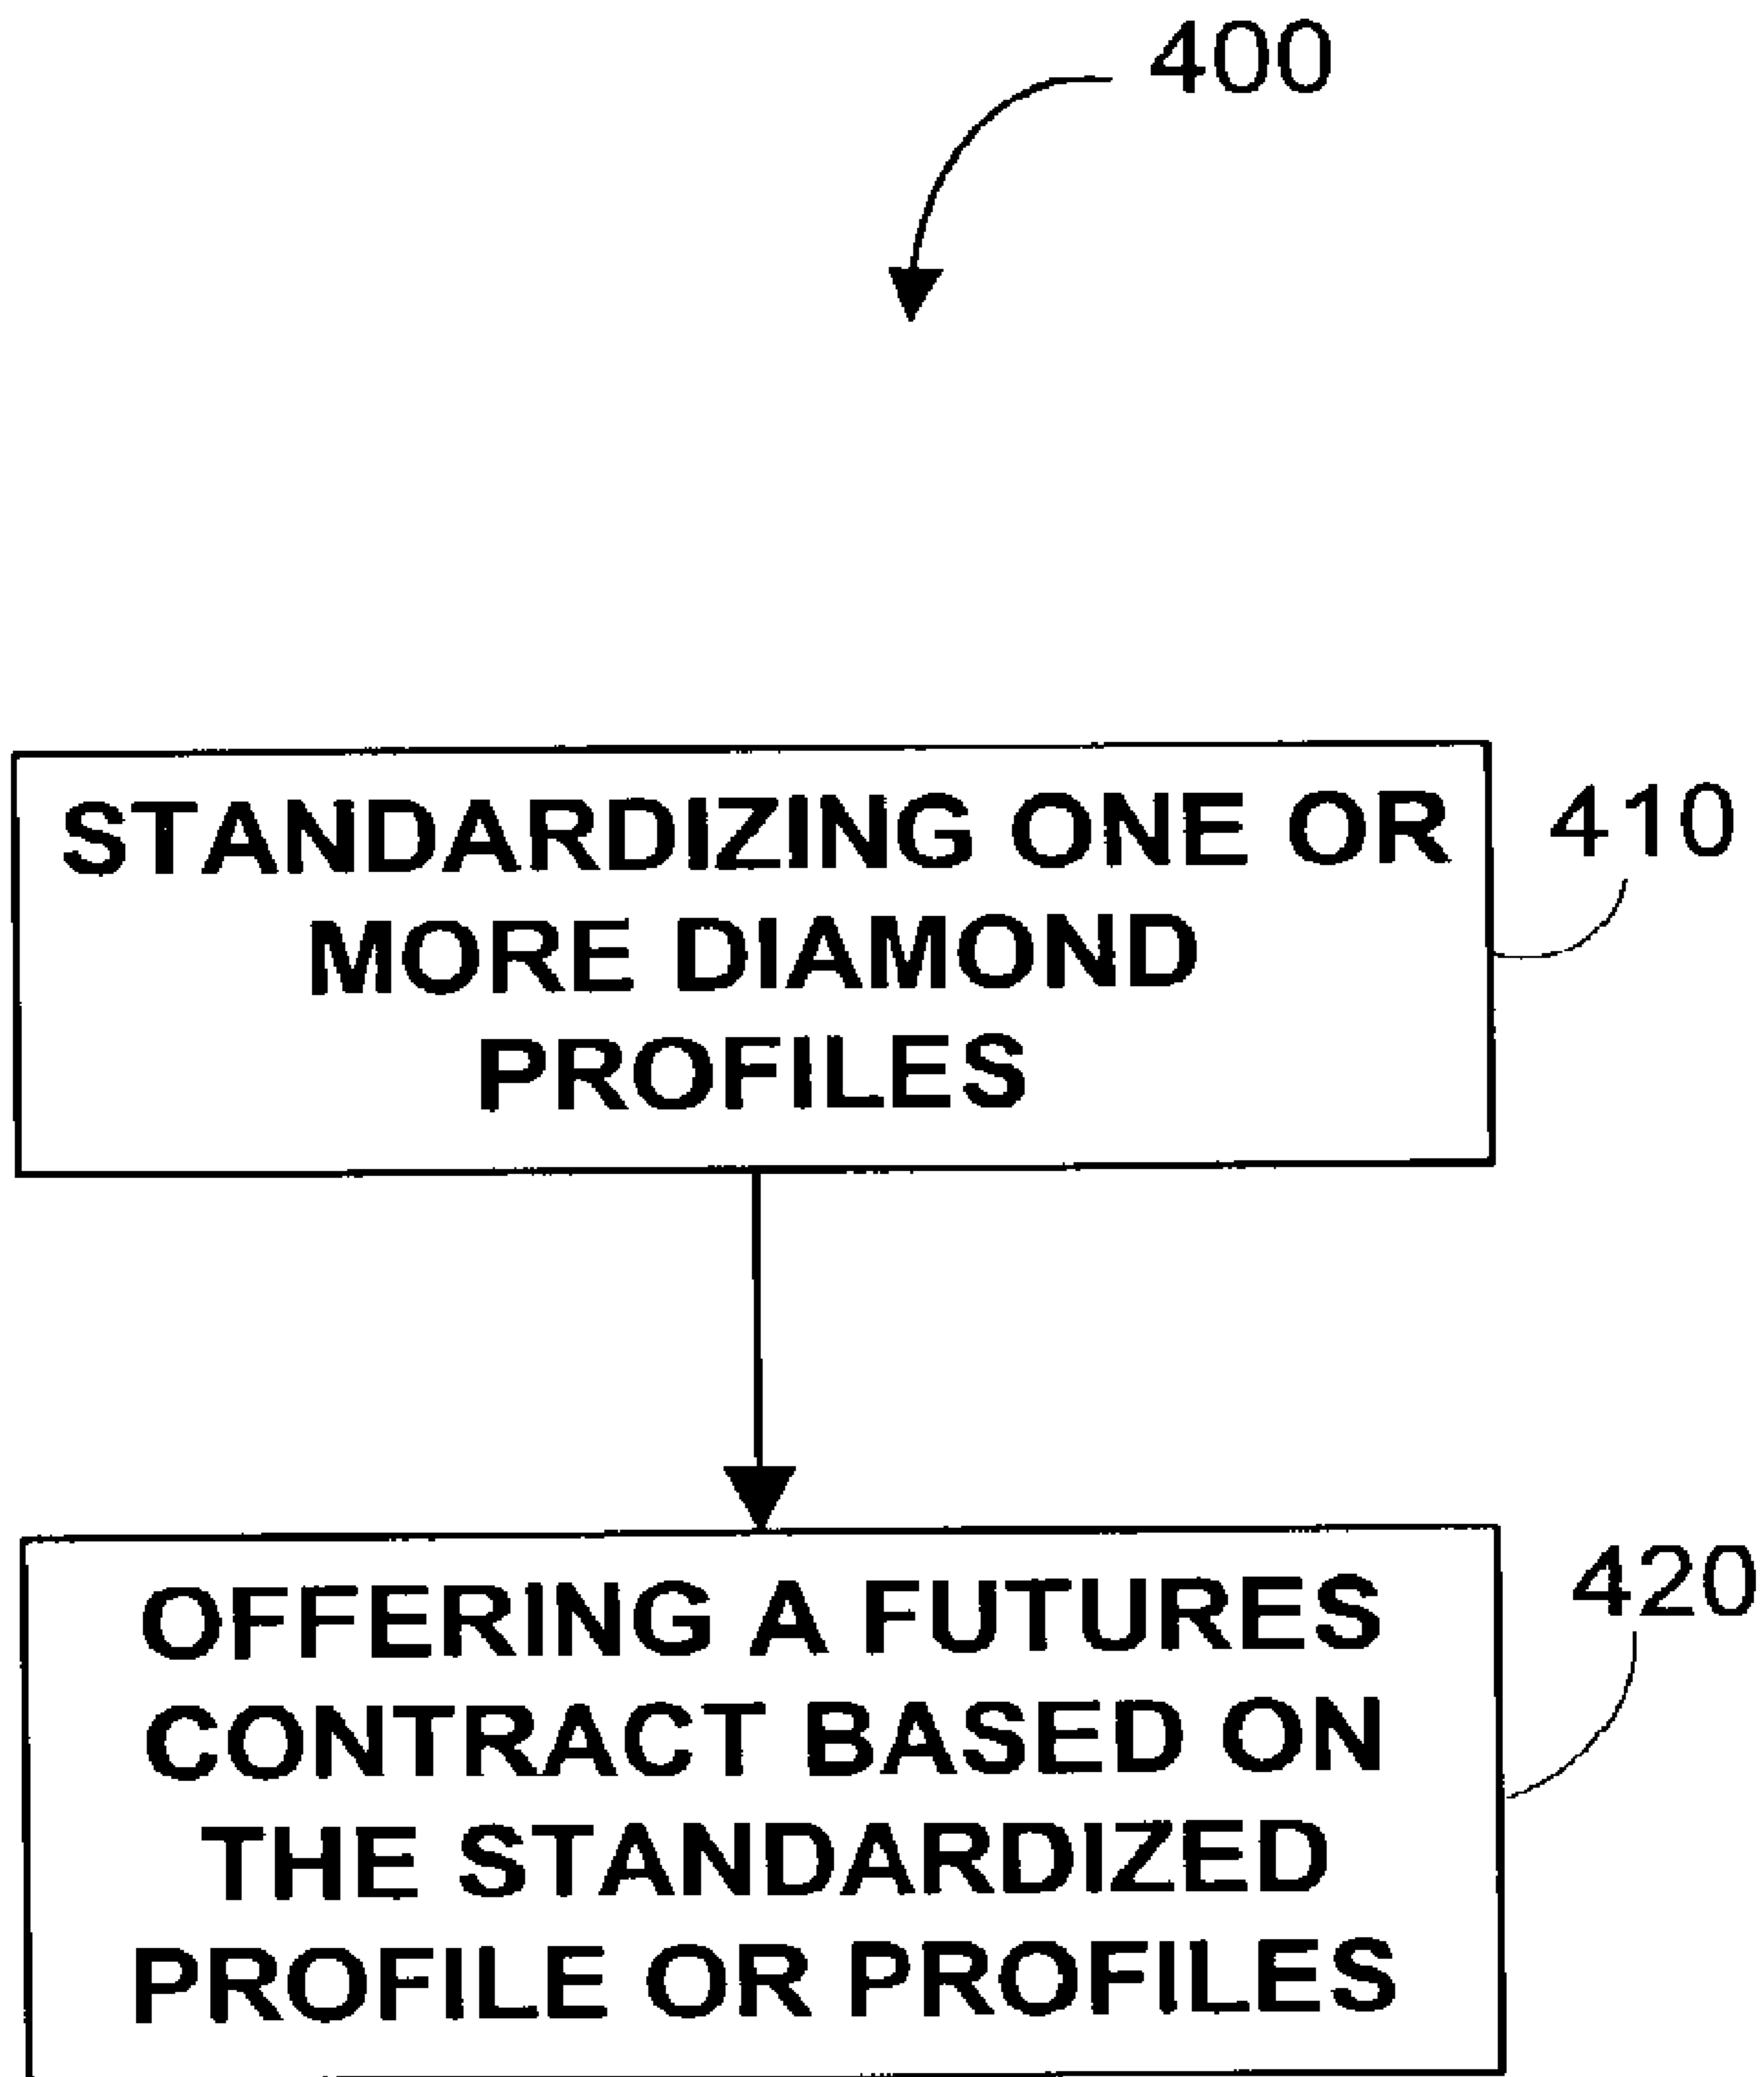 400
STANDARDIZING ONE OR
MORE DIAMOND
PROFILES
410
OFFERING A FUTURES
CONTRACT BASED ON
THE STANDARDIZED
PROFILE OR PROFILES
420